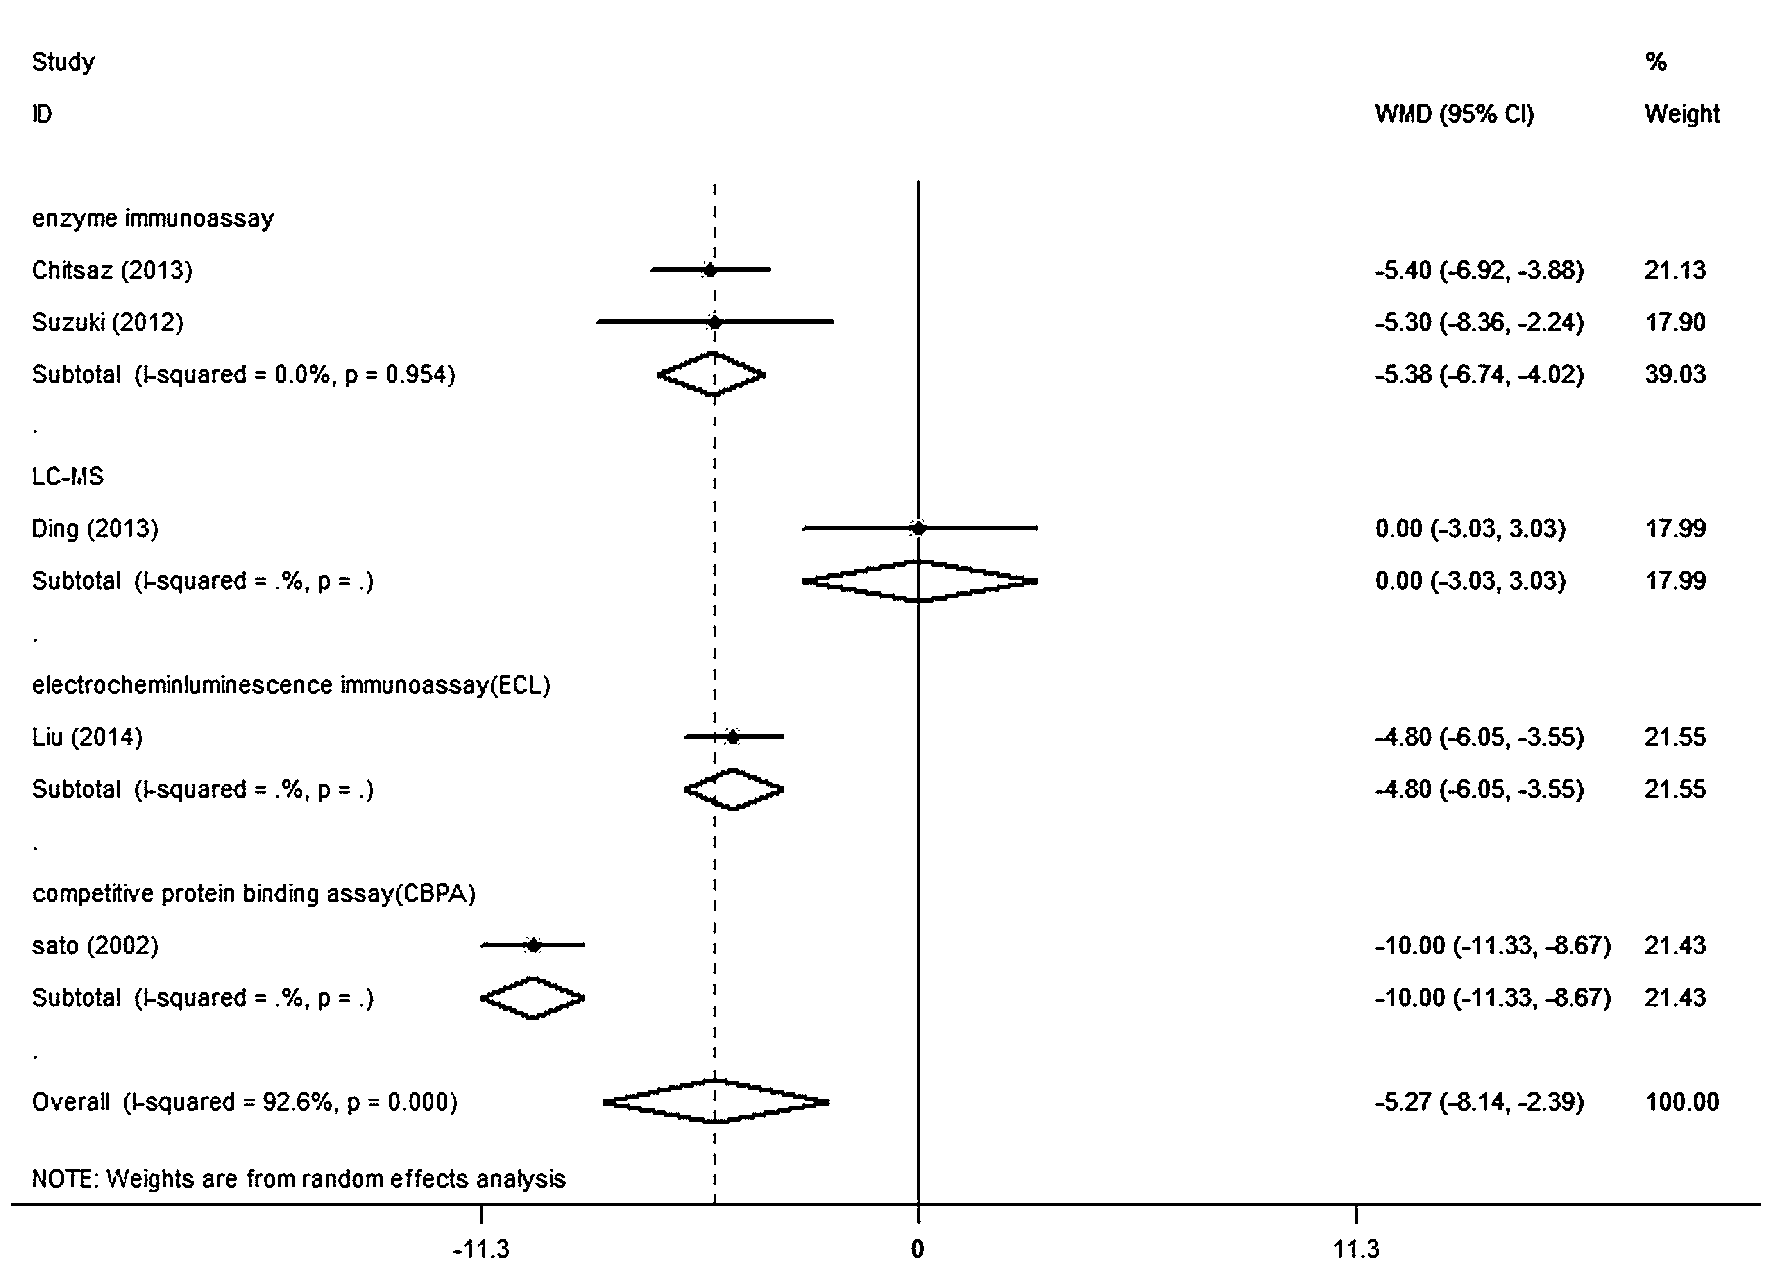 Study %
ID WMD (95% CI) Weight
enzyme immunoassay
Chitsaz (2013) -5.40 (-6.92, -3.88) 21.13
Suzuki (2012) -5.30 (-8.36, -2.24) 17.90
Subtotal (I-squared = 0.0%, p = 0.954) -5.38 (-6.74, -4.02) 39.03
.
LC-MS
Ding (2013) 0.00 (-3.03, 3.03) 17.99
Subtotal (I-squared = .%, p = .) 0.00 (-3.03, 3.03) 17.99
.
electrocheminluminescence immunoassay(ECL)
Liu (2014) -4.80 (-6.05, -3.55) 21.55
Subtotal (I-squared = .%, p = .) -4.80 (-6.05, -3.55) 21.55
.
competitive protein binding assay(CBPA)
sato (2002) -10.00 (-11.33, -8.67) 21.43
Subtotal (I-squared = .%, p = .) -10.00 (-11.33, -8.67) 21.43
.
Overall (I-squared = 92.6%, p = 0.000) -5.27 (-8.14, -2.39) 100.00
NOTE: Weights are from random effects analysis
-11.3 0 11.3